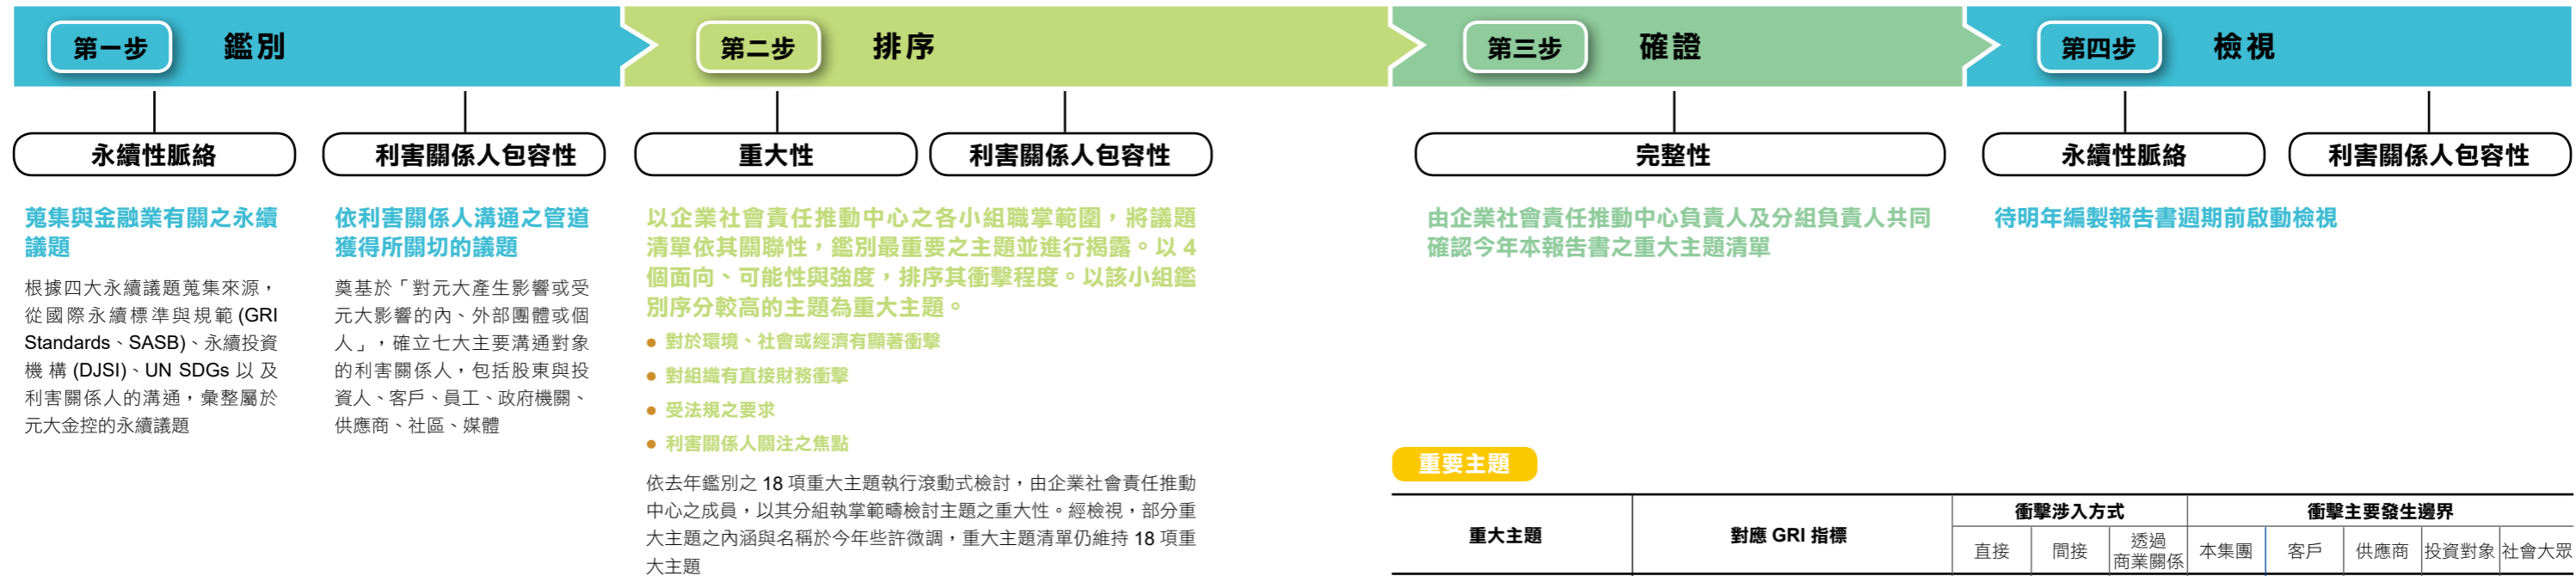 第一步 鑑別
第二步 排序
第三步 確證
第四步 檢視
永續性脈絡
利害關係人包容性
重大性
利害關係人包容性
完整性
永續性脈絡
利害關係人包容性
蒐集與金融業有關之永續
議題
根據四大永續議題蒐集來源，
從國際永續標準與規範 (GRI
Standards、SASB)、永續投資
機構 (DJSI)、UN SDGs 以及
利害關係人的溝通，彙整屬於
元大金控的永續議題
依利害關係人溝通之管道
獲得所關切的議題
奠基於「對元大產生影響或受
元大影響的內、外部團體或個
人」，確立七大主要溝通對象
的利害關係人，包括股東與投
資人、客戶、員工、政府機關、
供應商、社區、媒體
以企業社會責任推動中心之各小組職掌範圍，將議題
清單依其關聯性，鑑別最重要之主題並進行揭露。以 4
個面向、可能性與強度，排序其衝擊程度。以該小組鑑
別序分較高的主題為重大主題。
● 對於環境、社會或經濟有顯著衝擊
● 對組織有直接財務衝擊
● 受法規之要求
● 利害關係人關注之焦點
依去年鑑別之 18 項重大主題執行滾動式檢討，由企業社會責任推動
中心之成員，以其分組執掌範疇檢討主題之重大性。經檢視，部分重
大主題之內涵與名稱於今年些許微調，重大主題清單仍維持 18 項重
大主題
由企業社會責任推動中心負責人及分組負責人共同
確認今年本報告書之重大主題清單
待明年編製報告書週期前啟動檢視
重要主題
重大主題
對應 GRI 指標
衝擊涉入方式
衝擊主要發生邊界
直接
間接
透過
商業關係
本集團
客戶
供應商
投資對象
社會大眾